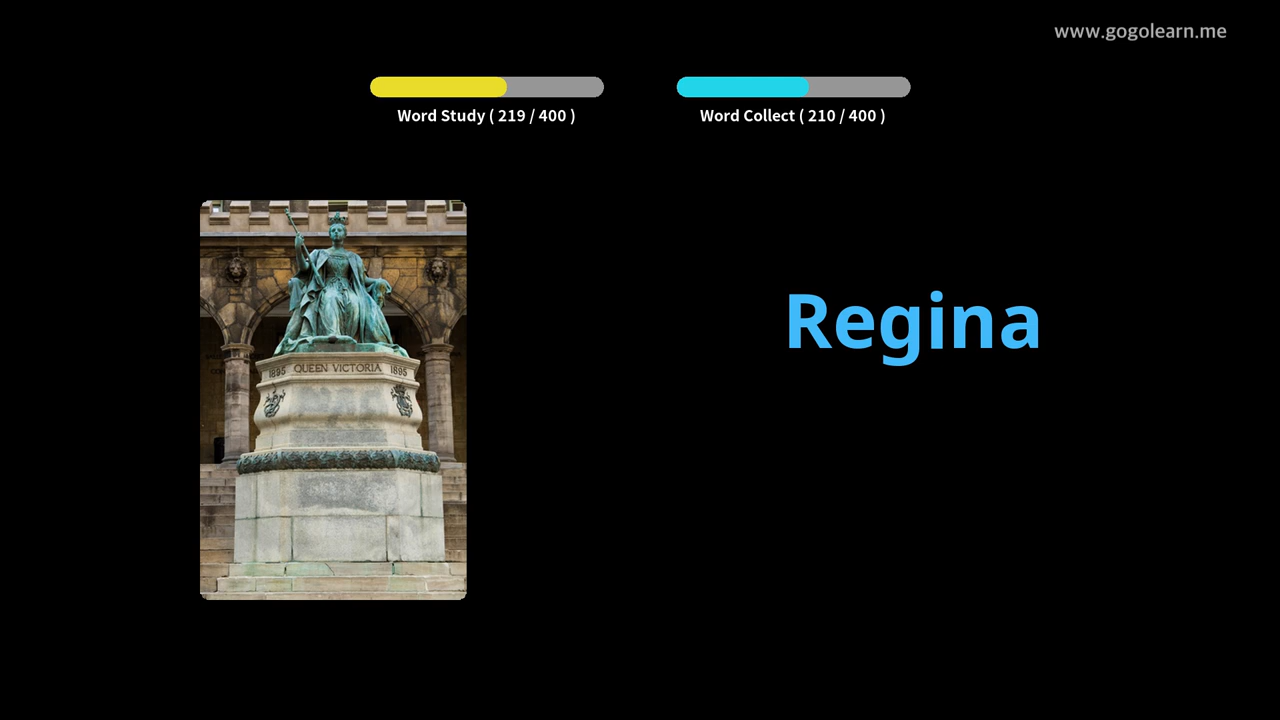 www.gogolearn.me
Word Study ( 219 / 400 )
Word Collect ( 210 / 400 )
1895 QUEEN VICTORIA 1895
Regina